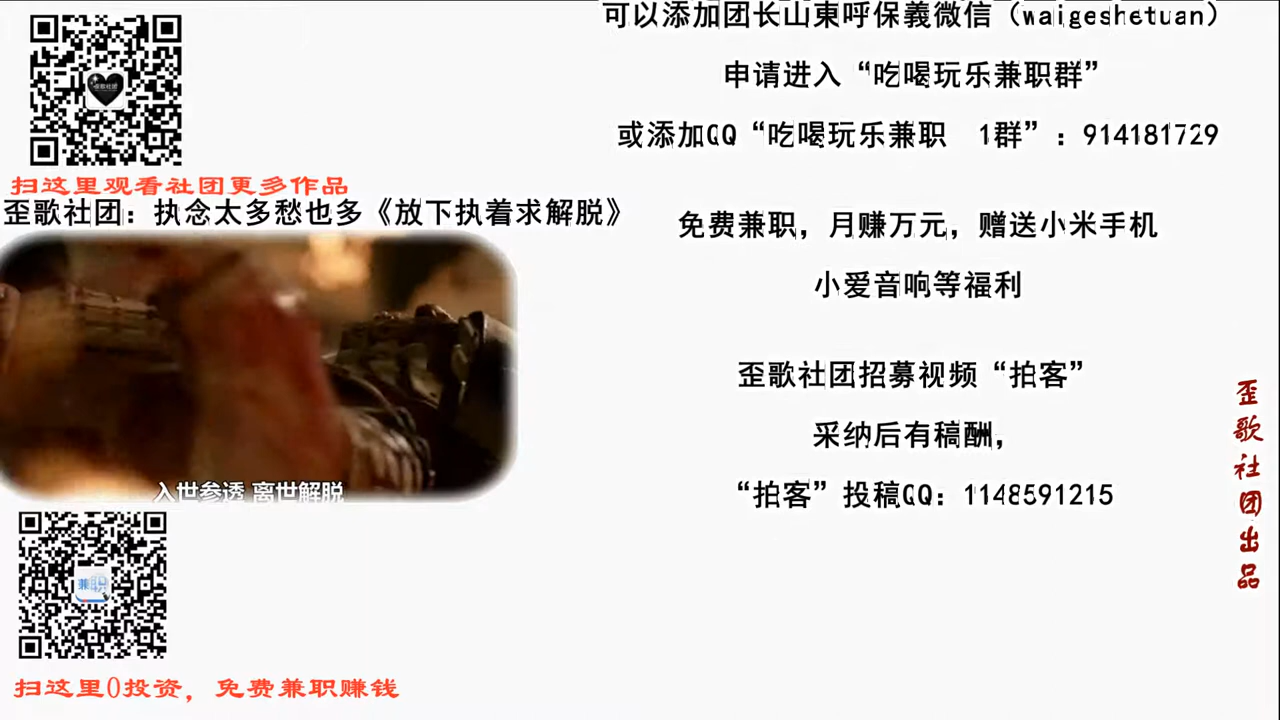 可以添加团长山東呼保義微信（waigeshetuan）
申请进入“吃喝玩乐兼职群”
或添加QQ“吃喝玩乐兼职 1群”：914181729
扫这里观看社团更多作品
歪歌社团：执念太多愁也多《放下执着求解脱》
免费兼职，月赚万元，赠送小米手机
小爱音响等福利
歪歌社团招募视频“拍客”
采纳后有稿酬，
“拍客”投稿QQ：1148591215
入世参透 离世解脱
兼职
扫这里0投资，免费兼职赚钱
歪歌社团出品